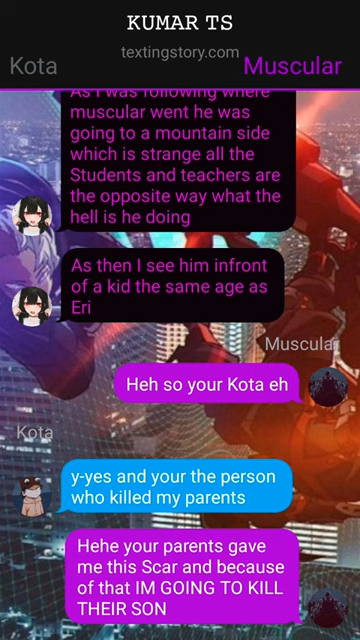 KUMAR TS
textingstory.com
Kota
Muscular
As I was following where
muscular went he was
going to a mountain side
which is strange all the
Students and teachers are
the opposite way what the
hell is he doing
As then I see him infront
of a kid the same age as
Eri
Muscular
Heh so your Kota eh
Kota
y-yes and your the person
who killed my parents
Hehe your parents gave
me this Scar and because
of that IM GOING TO KILL
THEIR SON